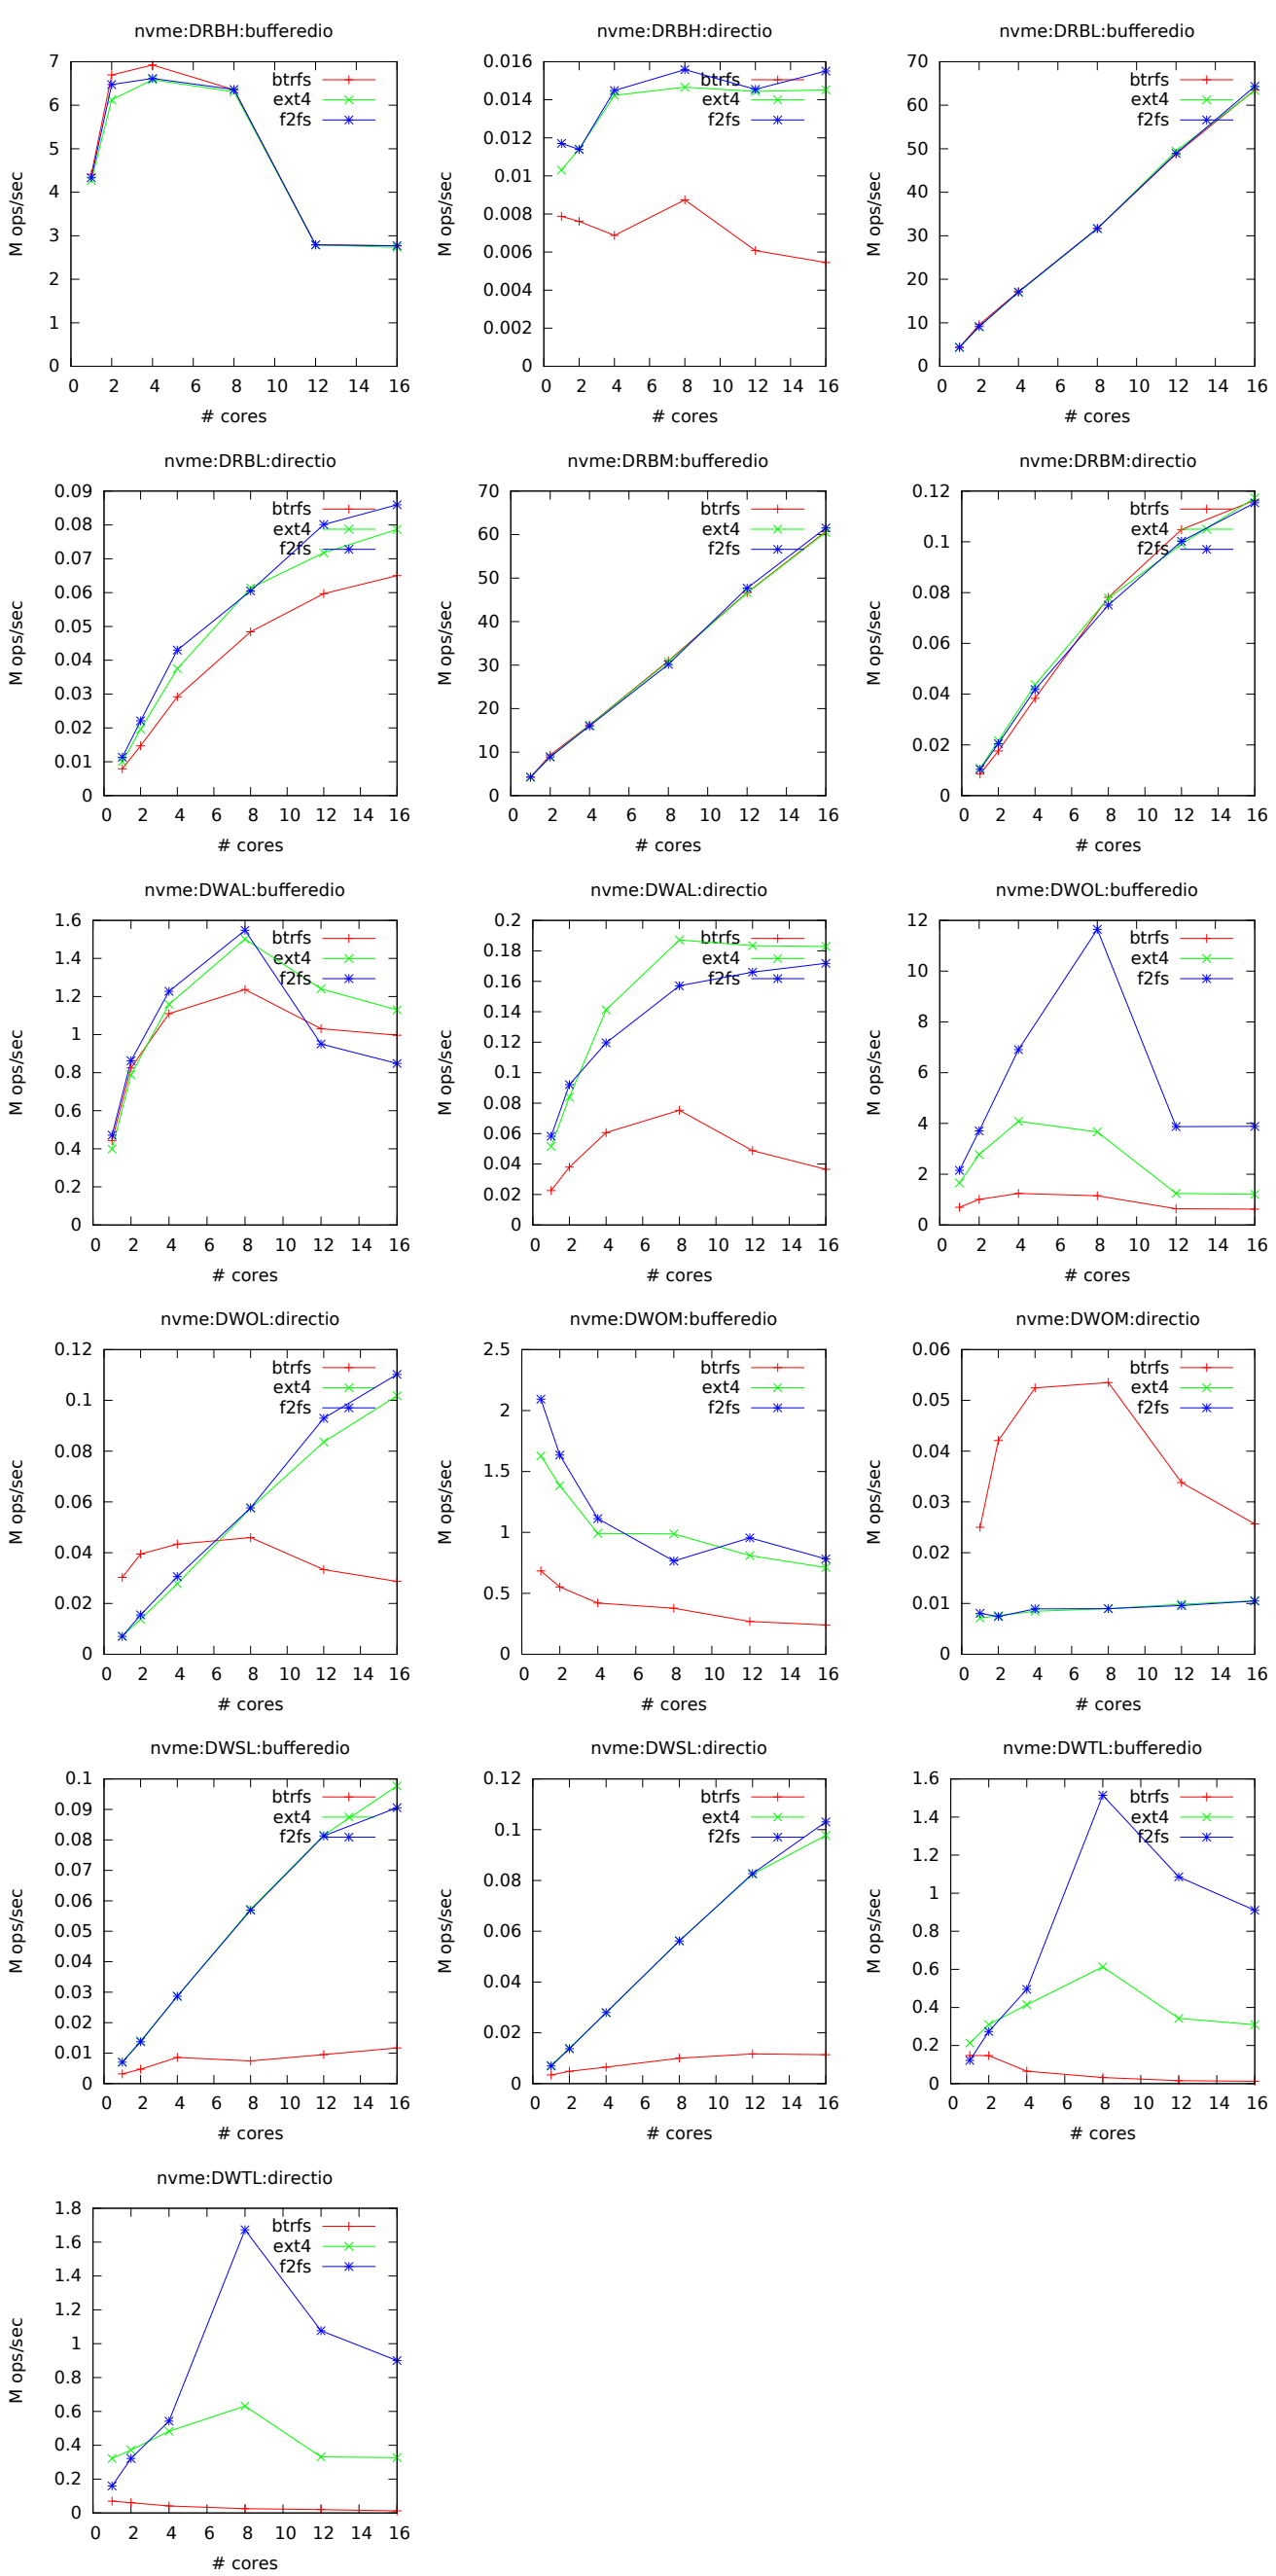 nvme:DRBH:bufferedio
7
6
5
4
3
2
1
0
0 2 4 6 8 10 12 14 16
M ops/sec
# cores
btrfs
ext4
f2fs
nvme:DRBH:directio
0.016
0.014
0.012
0.01
0.008
0.006
0.004
0.002
0
0 2 4 6 8 10 12 14 16
M ops/sec
# cores
btrfs
ext4
f2fs
nvme:DRBL:bufferedio
70
60
50
40
30
20
10
0
0 2 4 6 8 10 12 14 16
M ops/sec
# cores
btrfs
ext4
f2fs
nvme:DRBL:directio
0.09
0.08
0.07
0.06
0.05
0.04
0.03
0.02
0.01
0
0 2 4 6 8 10 12 14 16
M ops/sec
# cores
btrfs
ext4
f2fs
nvme:DRBM:bufferedio
70
60
50
40
30
20
10
0
0 2 4 6 8 10 12 14 16
M ops/sec
# cores
btrfs
ext4
f2fs
nvme:DRBM:directio
0.12
0.1
0.08
0.06
0.04
0.02
0
0 2 4 6 8 10 12 14 16
M ops/sec
# cores
btrfs
ext4
f2fs
nvme:DWAL:bufferedio
1.6
1.4
1.2
1
0.8
0.6
0.4
0.2
0
0 2 4 6 8 10 12 14 16
M ops/sec
# cores
btrfs
ext4
f2fs
nvme:DWAL:directio
0.2
0.18
0.16
0.14
0.12
0.1
0.08
0.06
0.04
0.02
0
0 2 4 6 8 10 12 14 16
M ops/sec
# cores
btrfs
ext4
f2fs
nvme:DWOL:bufferedio
12
10
8
6
4
2
0
0 2 4 6 8 10 12 14 16
M ops/sec
# cores
btrfs
ext4
f2fs
nvme:DWOL:directio
0.12
0.1
0.08
0.06
0.04
0.02
0
0 2 4 6 8 10 12 14 16
M ops/sec
# cores
btrfs
ext4
f2fs
nvme:DWOM:bufferedio
2.5
2
1.5
1
0.5
0
0 2 4 6 8 10 12 14 16
M ops/sec
# cores
btrfs
ext4
f2fs
nvme:DWOM:directio
0.06
0.05
0.04
0.03
0.02
0.01
0
0 2 4 6 8 10 12 14 16
M ops/sec
# cores
btrfs
ext4
f2fs
nvme:DWSL:bufferedio
0.1
0.09
0.08
0.07
0.06
0.05
0.04
0.03
0.02
0.01
0
0 2 4 6 8 10 12 14 16
M ops/sec
# cores
btrfs
ext4
f2fs
nvme:DWSL:directio
0.12
0.1
0.08
0.06
0.04
0.02
0
0 2 4 6 8 10 12 14 16
M ops/sec
# cores
btrfs
ext4
f2fs
nvme:DWTL:bufferedio
1.6
1.4
1.2
1
0.8
0.6
0.4
0.2
0
0 2 4 6 8 10 12 14 16
M ops/sec
# cores
btrfs
ext4
f2fs
nvme:DWTL:directio
1.8
1.6
1.4
1.2
1
0.8
0.6
0.4
0.2
0
0 2 4 6 8 10 12 14 16
M ops/sec
# cores
btrfs
ext4
f2fs